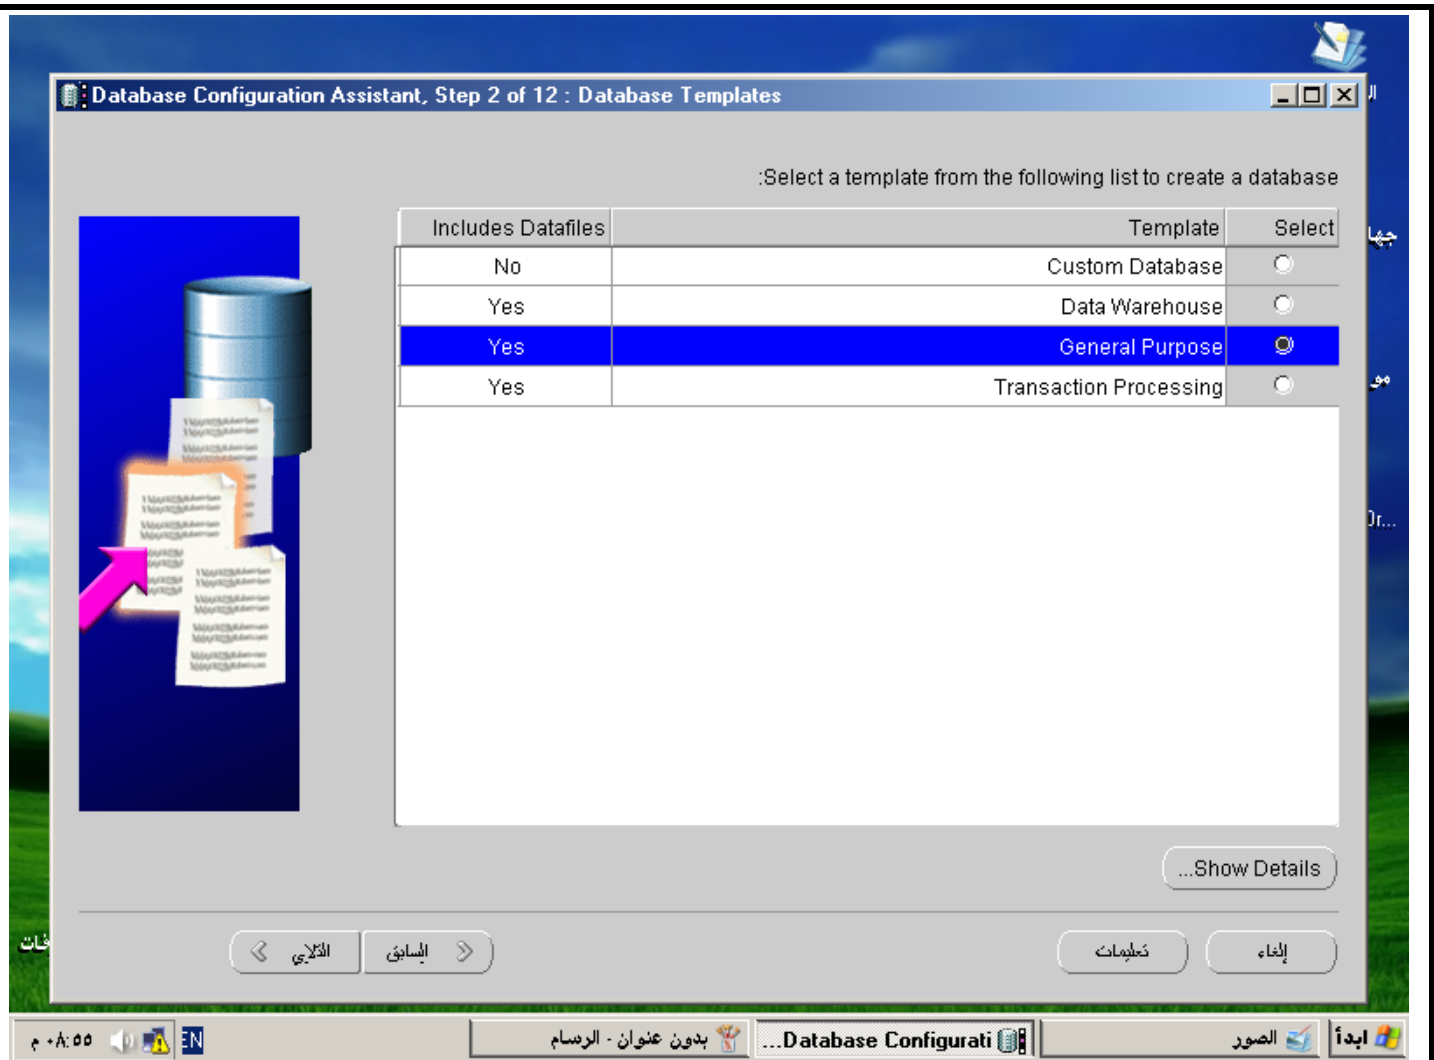 Database Configuration Assistant, Step 2 of 12 : Database Templates
:Select a template from the following list to create a database
Includes Datafiles Template Select
No Custom Database
Yes Data Warehouse
Yes General Purpose
Yes Transaction Processing
...Show Details
إلغاء تعليمات السابق التالي
ابدأ الصور ...Database Configurati بدون عنوان - الرسام EN ٠٨:٥٥ م